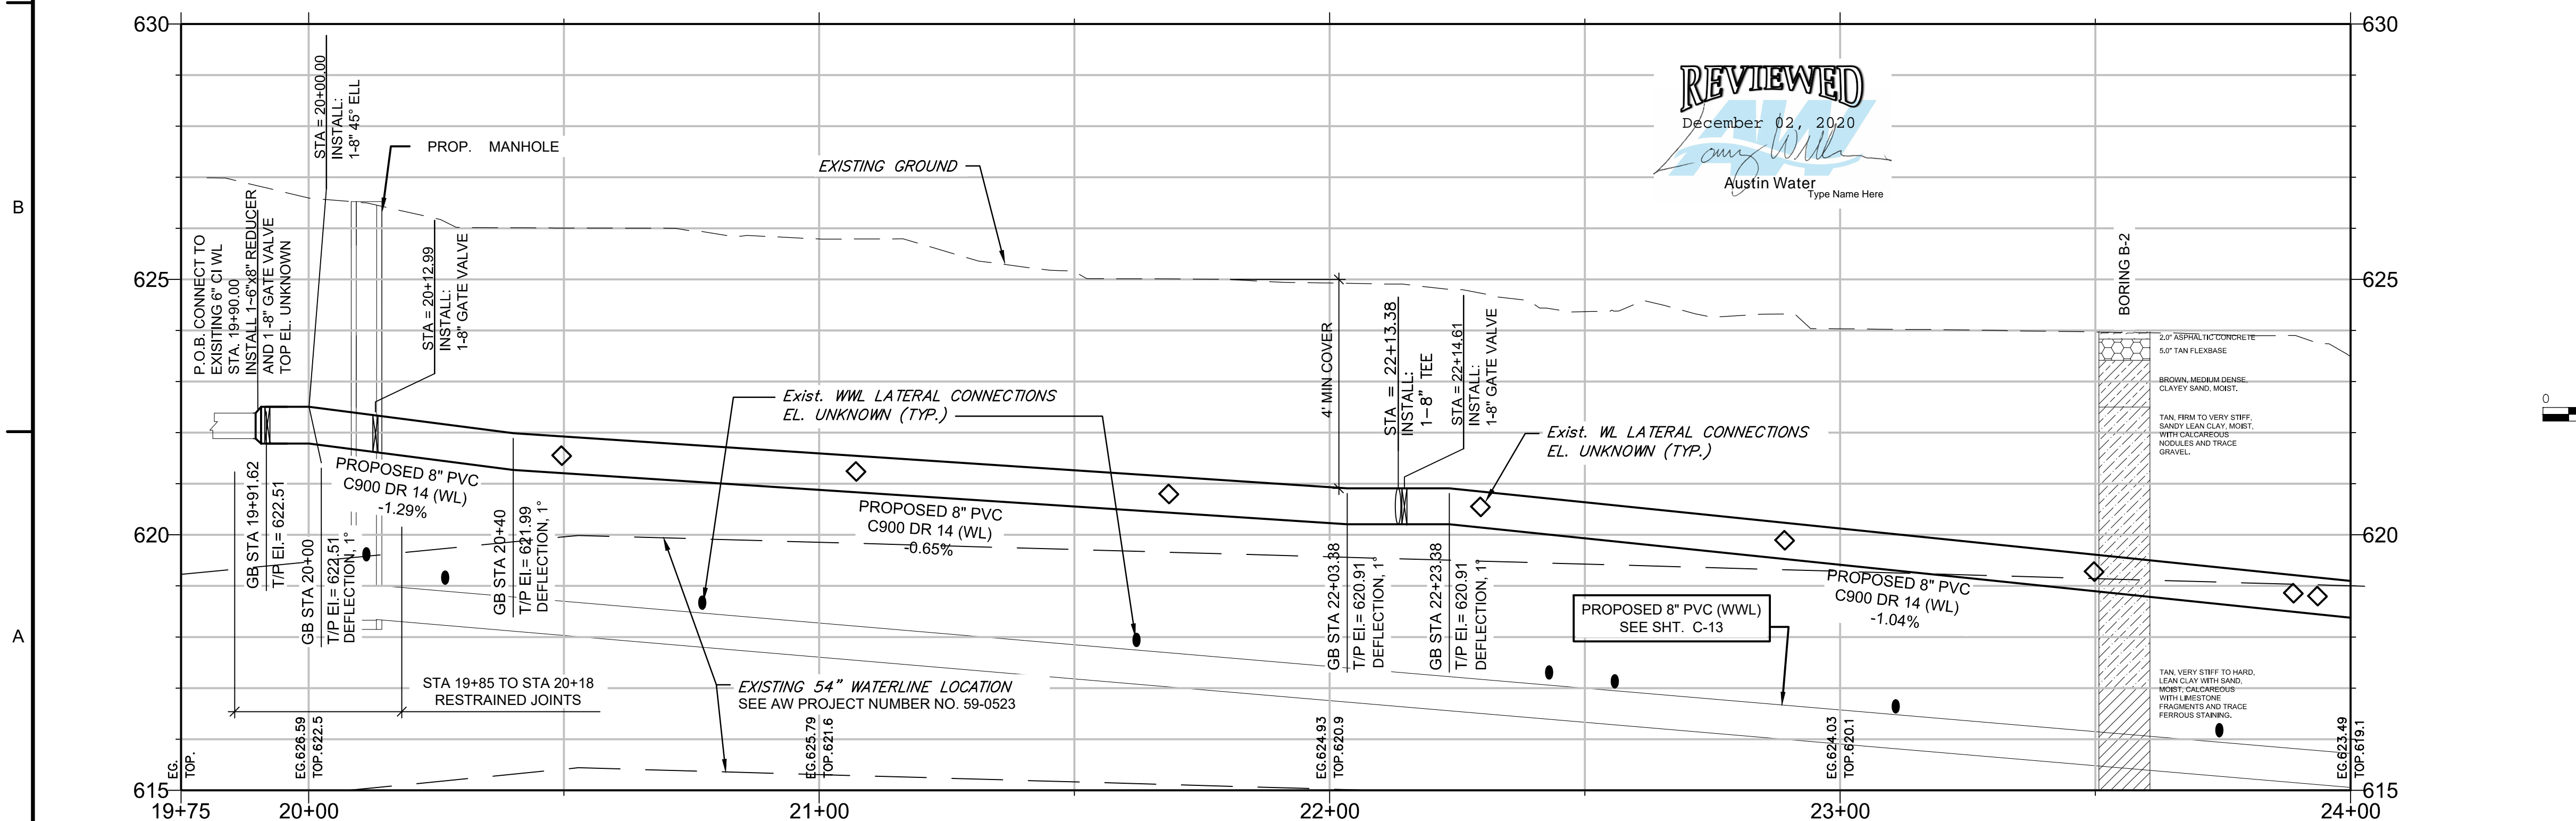 630
630
REVIEWED
December 02, 2020
AW
Austin Water
Type Name Here
STA = 20+00.00
INSTALL:
1-8" 45° ELL
PROP. MANHOLE
EXISTING GROUND
B
P.O.B. CONNECT TO
EXISITING 6" CI WL
STA. 19+90.00
INSTALL 1~6"x8" REDUCER
AND 1 -8" GATE VALVE
TOP EL. UNKNOWN
STA = 20+12.99
INSTALL:
1-8" GATE VALVE
625
625
4' MIN COVER
STA = 22+13.38
INSTALL:
1-8" TEE
STA = 22+14.61
INSTALL:
1-8" GATE VALVE
BORING B-2
2.0" ASPHALTIC CONCRETE
5.0" TAN FLEXBASE
BROWN, MEDIUM DENSE,
CLAYEY SAND, MOIST.
TAN, FIRM TO VERY STIFF,
SANDY LEAN CLAY, MOIST,
WITH CALCAREOUS
NODULES AND TRACE
GRAVEL.
0
Exist. WWL LATERAL CONNECTIONS
EL. UNKNOWN (TYP.)
Exist. WL LATERAL CONNECTIONS
EL. UNKNOWN (TYP.)
GB STA 19+91.62
T/P El.= 622.51
PROPOSED 8" PVC
C900 DR 14 (WL)
-1.29%
GB STA 20+00
T/P El.= 622.51
DEFLECTION, 1°
GB STA 20+40
T/P El.= 621.99
DEFLECTION, 1°
PROPOSED 8" PVC
C900 DR 14 (WL)
-0.65%
620
620
GB STA 22+03.38
T/P El.= 620.91
DEFLECTION, 1°
GB STA 22+23.38
T/P El.= 620.91
DEFLECTION, 1°
PROPOSED 8" PVC (WWL)
SEE SHT. C-13
PROPOSED 8" PVC
C900 DR 14 (WL)
-1.04%
A
STA 19+85 TO STA 20+18
RESTRAINED JOINTS
EXISTING 54" WATERLINE LOCATION
SEE AW PROJECT NUMBER NO. 59-0523
TAN, VERY STIFF TO HARD,
LEAN CLAY WITH SAND,
MOIST, CALCAREOUS
WITH LIMESTONE
FRAGMENTS AND TRACE
FERROUS STAINING.
EG.
TOP.
EG.626.59
TOP.622.5
EG.625.79
TOP.621.6
EG.624.93
TOP.620.9
EG.624.03
TOP.620.1
EG.623.49
TOP.619.1
615
615
19+75
20+00
21+00
22+00
23+00
24+00